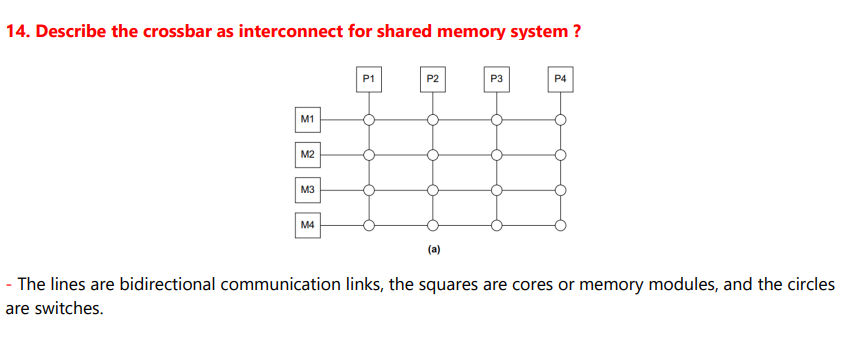 14. Describe the crossbar as interconnect for shared memory system ?
P1 P2 P3 P4
M1
M2
M3
M4
(a)
- The lines are bidirectional communication links, the squares are cores or memory modules, and the circles
are switches.